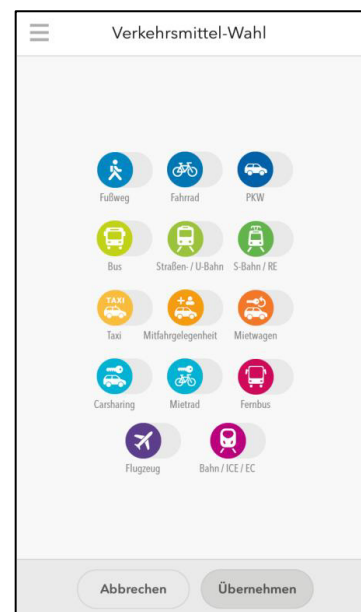 Verkehrsmittel-Wahl
Fußweg Fahrrad PKW
Bus Straßen- / U-Bahn S-Bahn / RE
TAXI
Taxi Mitfahrgelegenheit Mietwagen
Carsharing Mietrad Fernbus
Flugzeug Bahn / ICE / EC
Abbrechen Übernehmen